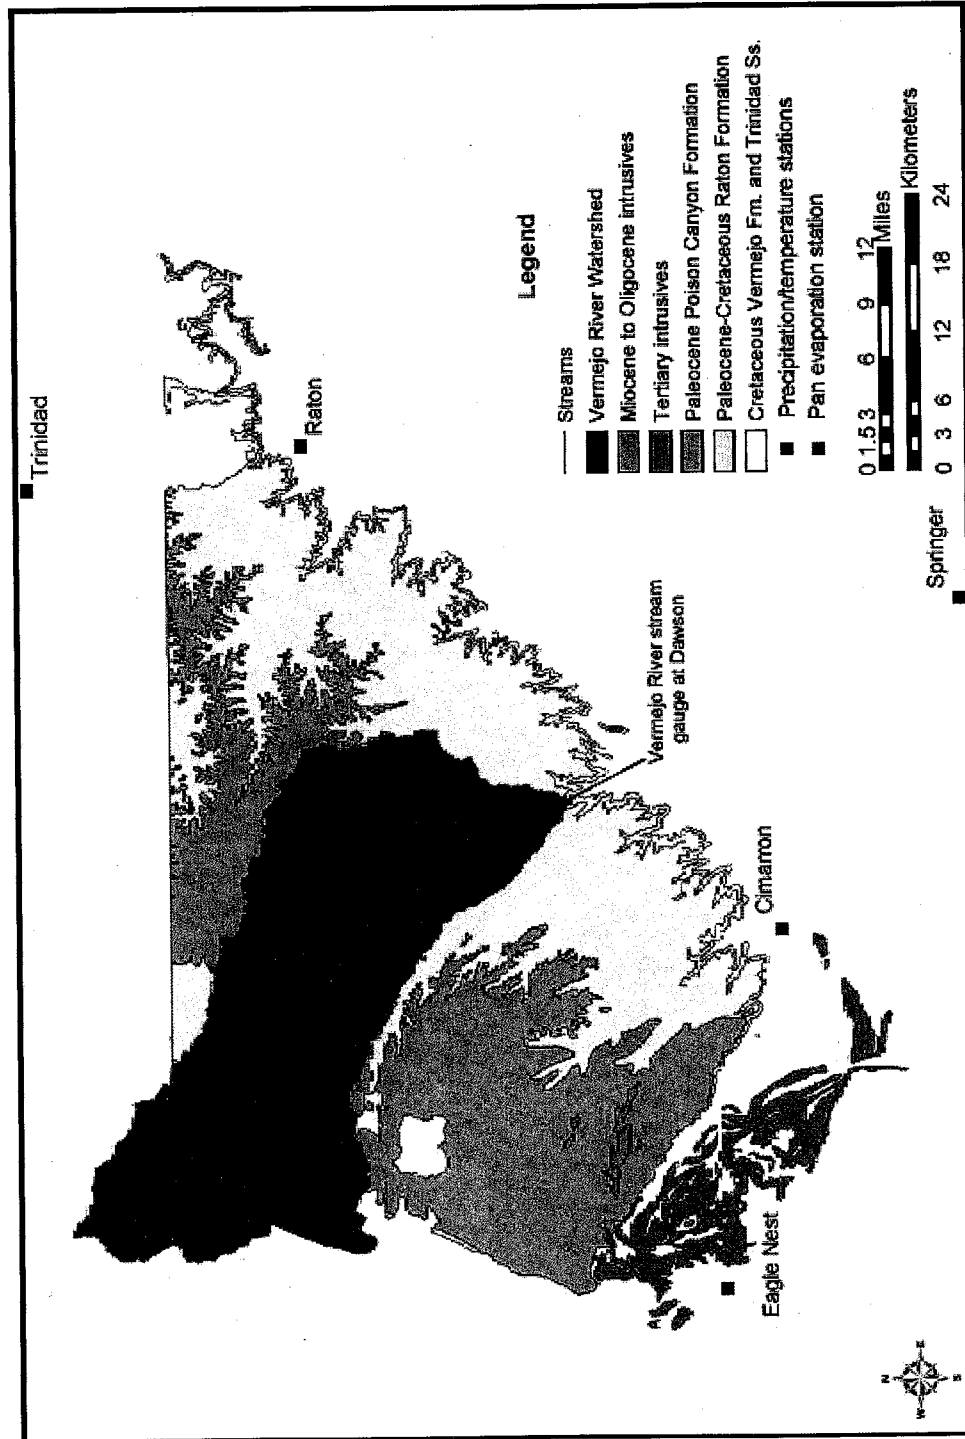 Trinidad
Raton
Legend
Streams
Vermejo River Watershed
Miocene to Oligocene intrusives
Tertiary intrusives
Paleocene Poison Canyon Formation
Paleocene-Cretaceous Raton Formation
Cretaceous Vermejo Fm. and Trinidad Ss.
Precipitation/temperature stations
Pan evaporation station
0 1.5 3 6 9 12
Miles
Kilometers
0 3 6 12 18 24
Vermejo River stream
gauge at Dawson
Cimarron
Springer
Eagle Nest
N
W E
S